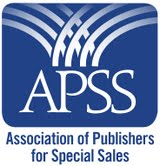 APSS
Association of Publishers
for Special Sales